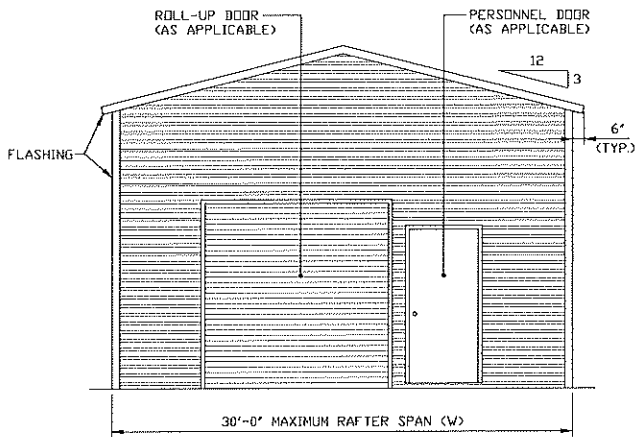 ROLL-UP DOOR
(AS APPLICABLE)
PERSONNEL DOOR
(AS APPLICABLE)
12
3
6"
(TYP.)
FLASHING
30'-0" MAXIMUM RAFTER SPAN (W)